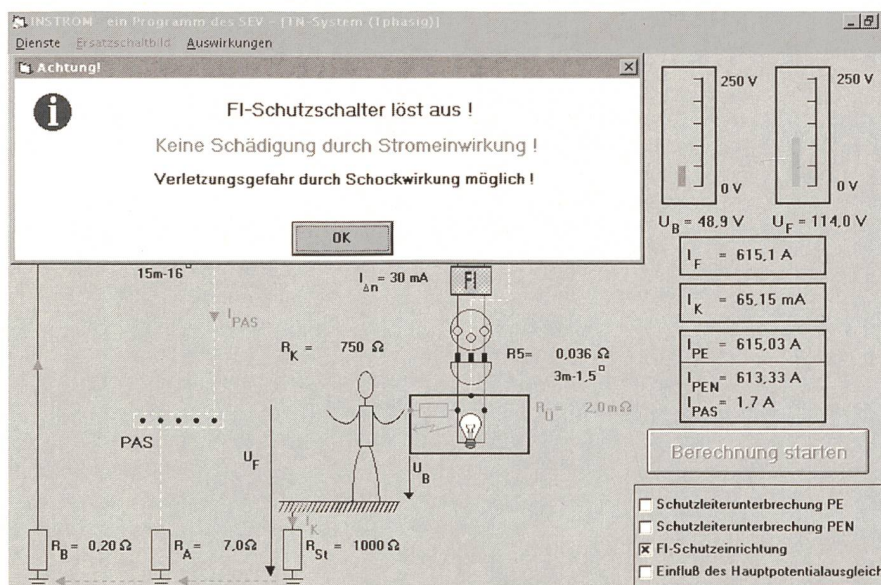 INSTROM ein Programm des SEV - [TN-System (1phasig)]
Dienste Ersatzschaltbild Auswirkungen
Achtung!
FI-Schutzschalter löst aus !
Keine Schädigung durch Stromeinwirkung !
Verletzungsgefahr durch Schockwirkung möglich !
OK
250 V
250 V
0 V
0 V
U_B = 48,9 V
U_F = 114,0 V
I_F = 615,1 A
I_K = 65,15 mA
I_PE = 615,03 A
I_PEN = 613,33 A
I_PAS = 1,7 A
Berechnung starten
Schutzleiterunterbrechung PE
Schutzleiterunterbrechung PEN
FI-Schutzeinrichtung
Einfluß des Hauptpotentialausgleich
15m-16□
I_Δn = 30 mA
FI
I_PAS
R_K = 750 Ω
R5= 0,036 Ω
3m-1,5□
R_Ü= 2,0mΩ
PAS
U_F
U_B
I_K
R_B = 0,20 Ω
R_A = 7,0Ω
R_St = 1000 Ω